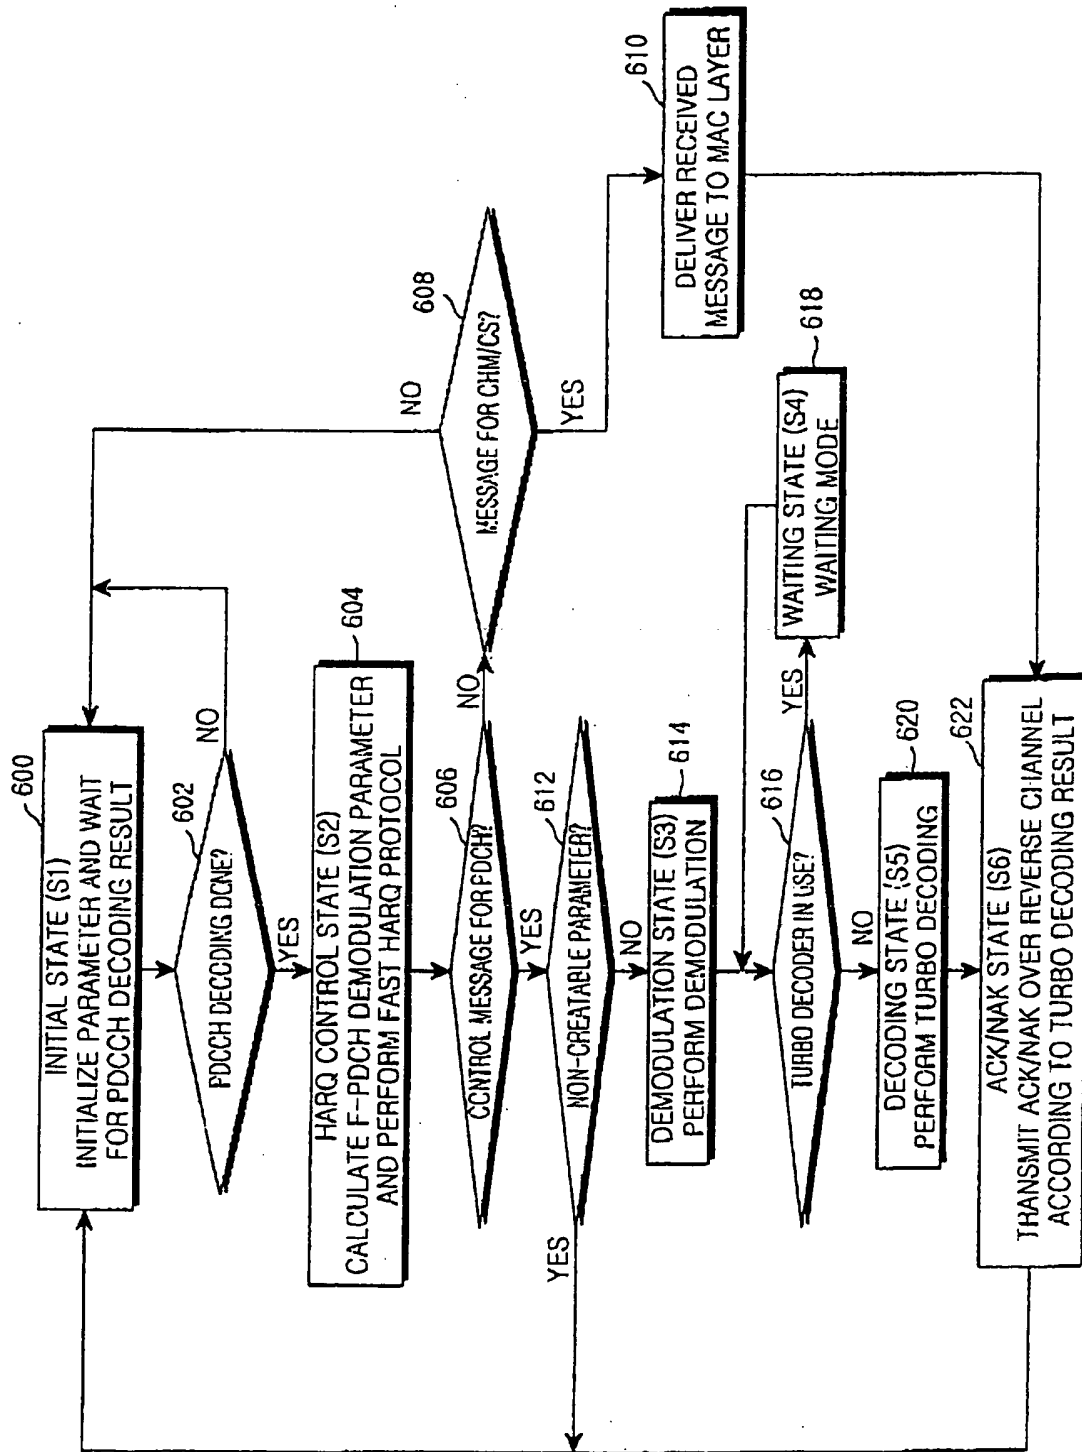 600
INITIAL STATE (S1)
INITIALIZE PARAMETER AND WAIT
FOR PDCCH DECODING RESULT
602
PDCCH DECODING DONE?
NO
YES
604
HARQ CONTROL STATE (S2)
CALCULATE F-PDCH DEMODULATION PARAMETER
AND PERFORM FAST HARQ PROTOCOL
606
CONTROL MESSAGE FOR PDCH?
NO
YES
608
MESSAGE FOR CHM/CS?
NO
YES
610
DELIVER RECEIVED
MESSAGE TO MAC LAYER
612
NON-CREATABLE PARAMETER?
YES
NO
614
DEMODULATION STATE (S3)
PERFORM DEMODULATION
616
TURBO DECODER IN USE?
YES
NO
618
WAITING STATE (S4)
WAITING MODE
620
DECODING STATE (S5)
PERFORM TURBO DECODING
622
ACK/NAK STATE (S6)
TRANSMIT ACK/NAK OVER REVERSE CHANNEL
ACCORDING TO TURBO DECODING RESULT